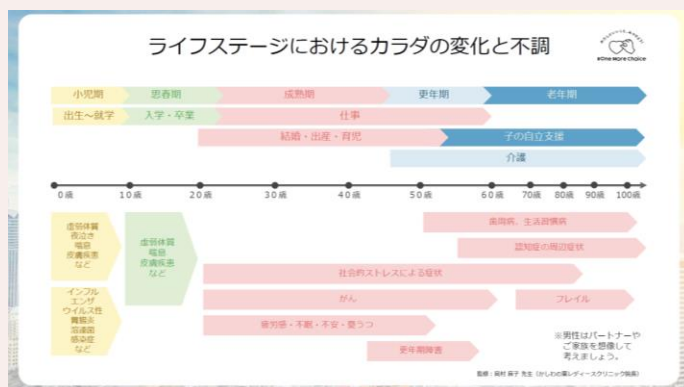 ライフステージにおけるカラダの変化と不調
#One More Choice
小児期
思春期
成熟期
更年期
老年期
出生〜就学
入学・卒業
仕事
結婚・出産・育児
子の自立支援
介護
0歳
10歳
20歳
30歳
40歳
50歳
60歳
70歳
80歳
90歳
100歳
虚弱体質
夜泣き
喘息
皮膚疾患
など
虚弱体質
喘息
皮膚疾患
など
歯周病、生活習慣病
認知症の周辺症状
社会的ストレスによる症状
インフル
エンザ
ウイルス性
胃腸炎
溶連菌
感染症
など
がん
フレイル
疲労感・不眠・不安・憂うつ
更年期障害
※男性はパートナーや
ご家族を想像して
考えましょう。
監修：岡村 麻子 先生（かしわの葉レディースクリニック院長）